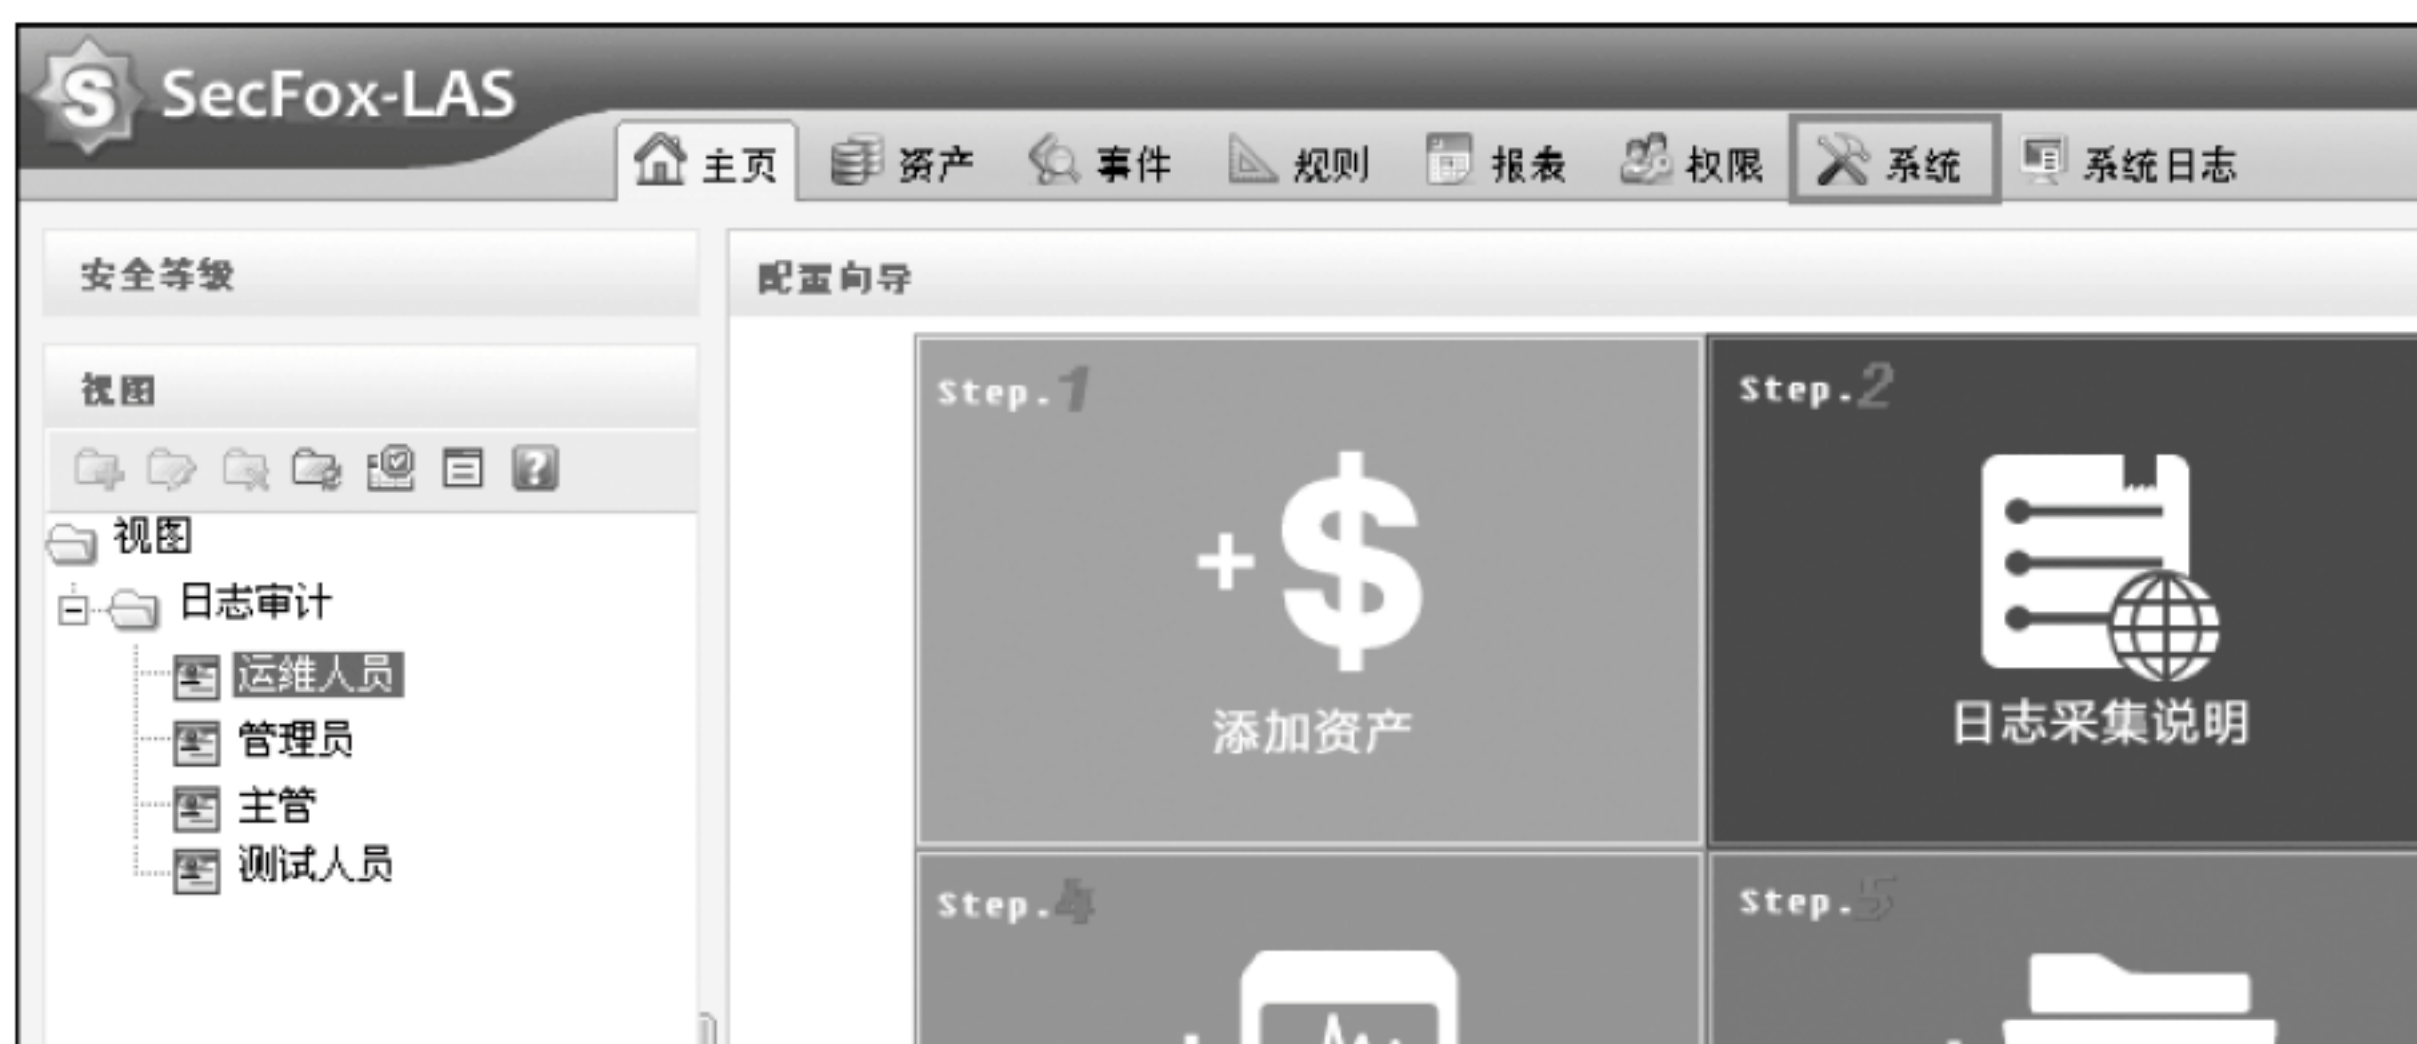 SecFox-LAS
主页 资产 事件 规则 报表 权限 系统 系统日志
安全等级
视图
视图
日志审计
运维人员
管理员
主管
测试人员
配置向导
Step.1
添加资产
Step.2
日志采集说明
Step.4
Step.5